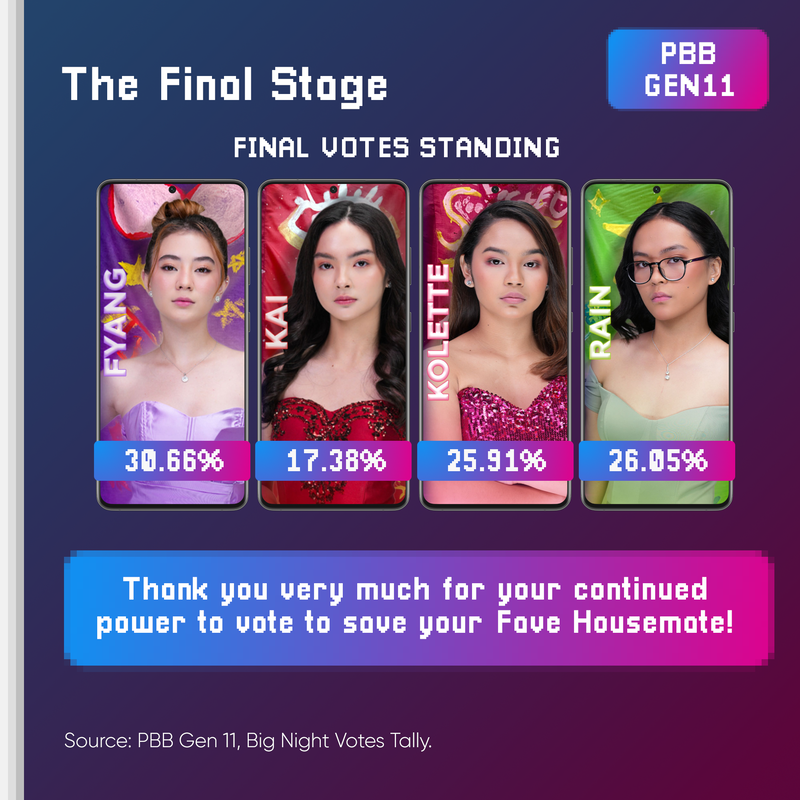 The Final Stage
PBB
GEN11
FINAL VOTES STANDING
FYANG
KAI
KOLETTE
RAIN
30.66%
17.38%
25.91%
26.05%
Thank you very much for your continued
power to vote to save your Fave Housemate!
Source: PBB Gen 11, Big Night Votes Tally.